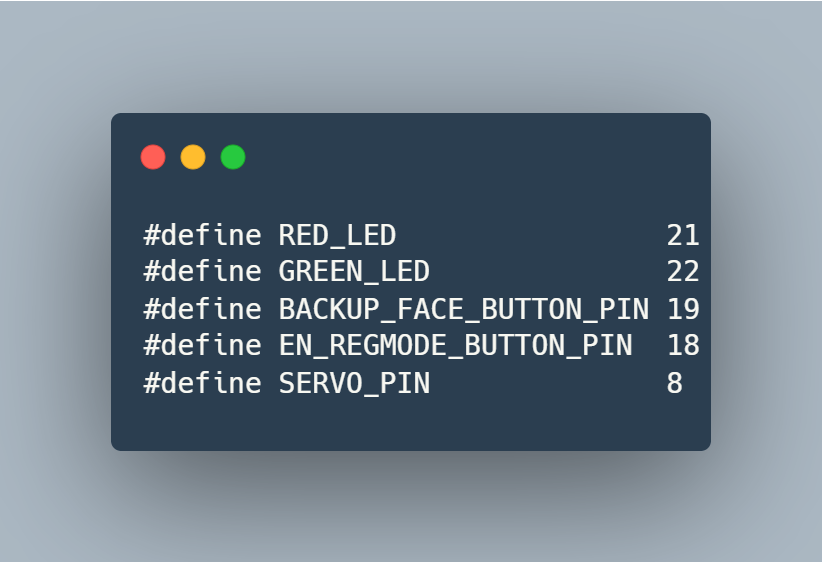 #define RED_LED                21
#define GREEN_LED              22
#define BACKUP_FACE_BUTTON_PIN 19
#define EN_REGMODE_BUTTON_PIN  18
#define SERVO_PIN              8